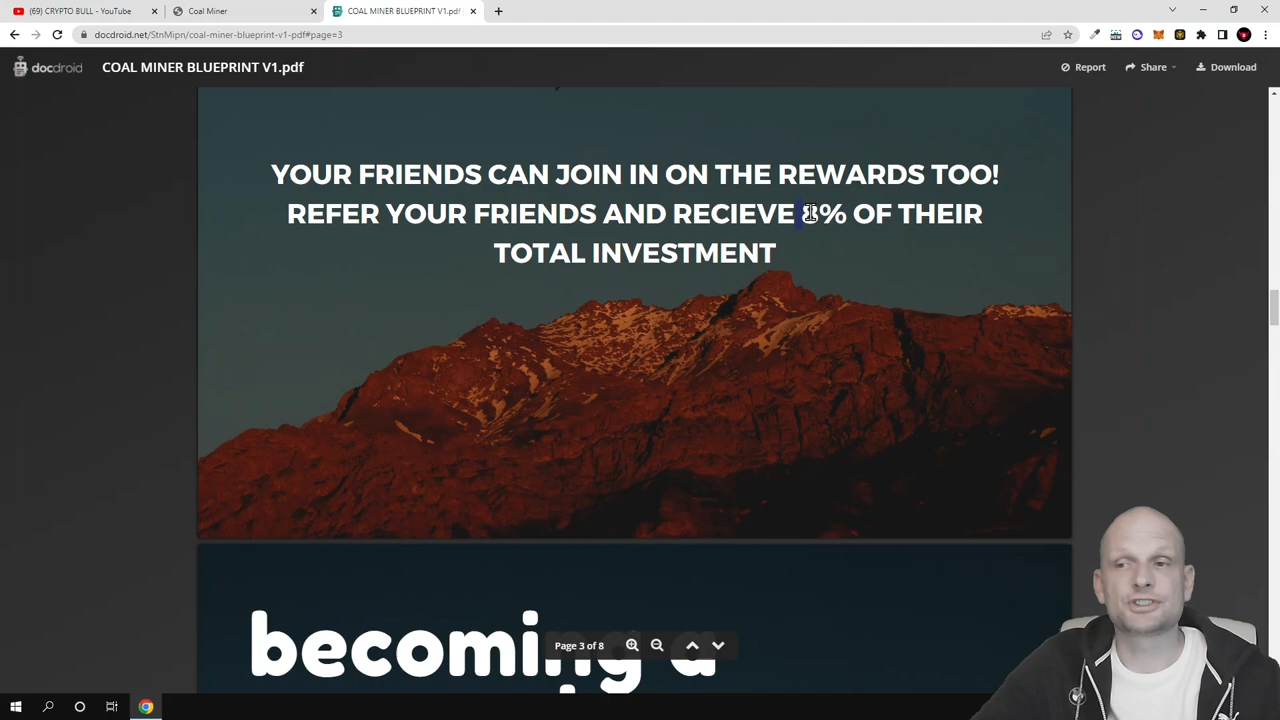 (69) CRYPTO BULL - YouTube
Coal Miner
COAL MINER BLUEPRINT V1.pdf
docdroid.net/StnMipn/coal-miner-blueprint-v1-pdf#page=3
docdroid
COAL MINER BLUEPRINT V1.pdf
Report
Share
Download
YOUR FRIENDS CAN JOIN IN ON THE REWARDS TOO!
REFER YOUR FRIENDS AND RECIEVE % OF THEIR
TOTAL INVESTMENT
becoming a
Page 3 of 8